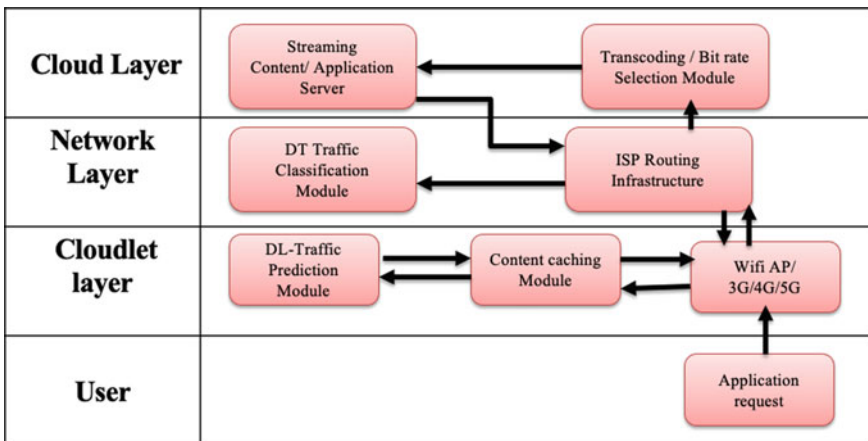 Cloud Layer
Streaming
Content/ Application
Server
Transcoding / Bit rate
Selection Module
Network
Layer
DT Traffic
Classification
Module
ISP Routing
Infrastructure
Cloudlet
layer
DL-Traffic
Prediction
Module
Content caching
Module
Wifi AP/
3G/4G/5G
User
Application
request